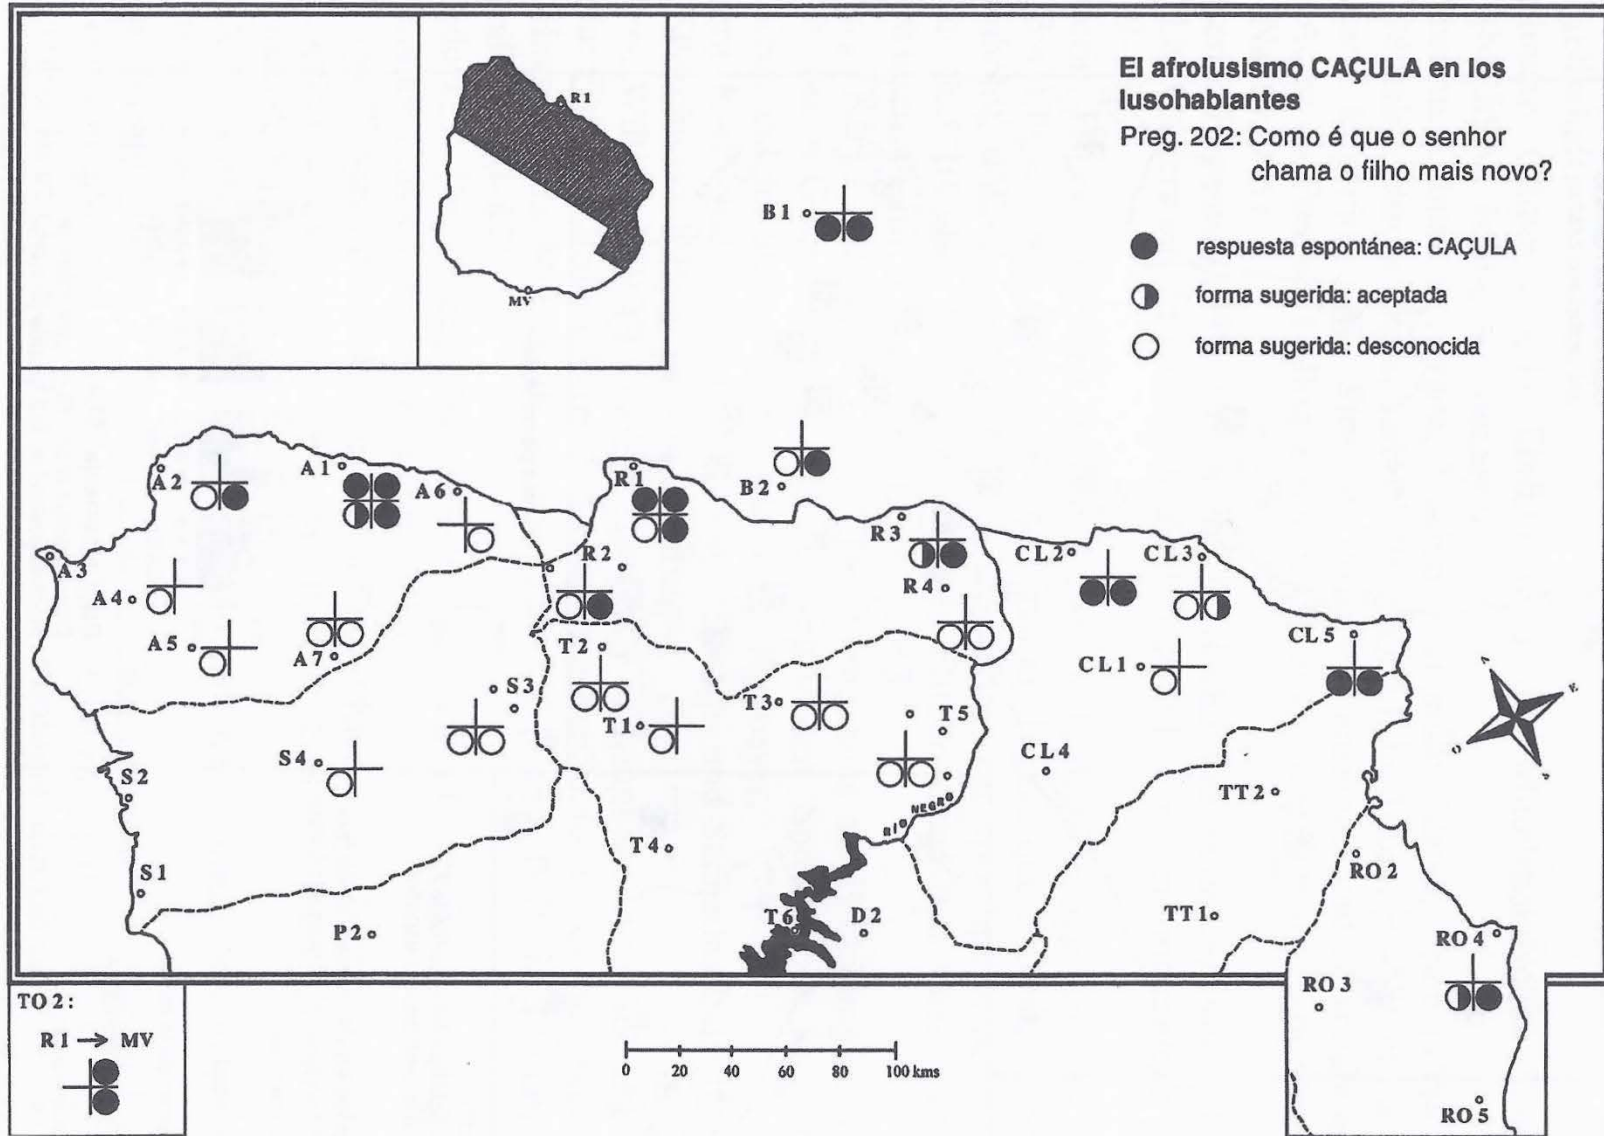 El afrolusismo CAÇULA en los
lusohablantes
Preg. 202: Como é que o senhor
chama o filho mais novo?
respuesta espontánea: CAÇULA
forma sugerida: aceptada
forma sugerida: desconocida
R1
MV
B1
B2
A2
A1
A6
R1
R3
A3
R2
CL2
CL3
A4
R4
A5
A7
T2
CL1
CL5
S3
T3
T1
T5
S4
CL4
S2
TT2
RIO NEGRO
T4
RO2
S1
T6
D2
TT1
P2
RO4
RO3
RO5
TO2:
R1 → MV
0 20 40 60 80 100 kms